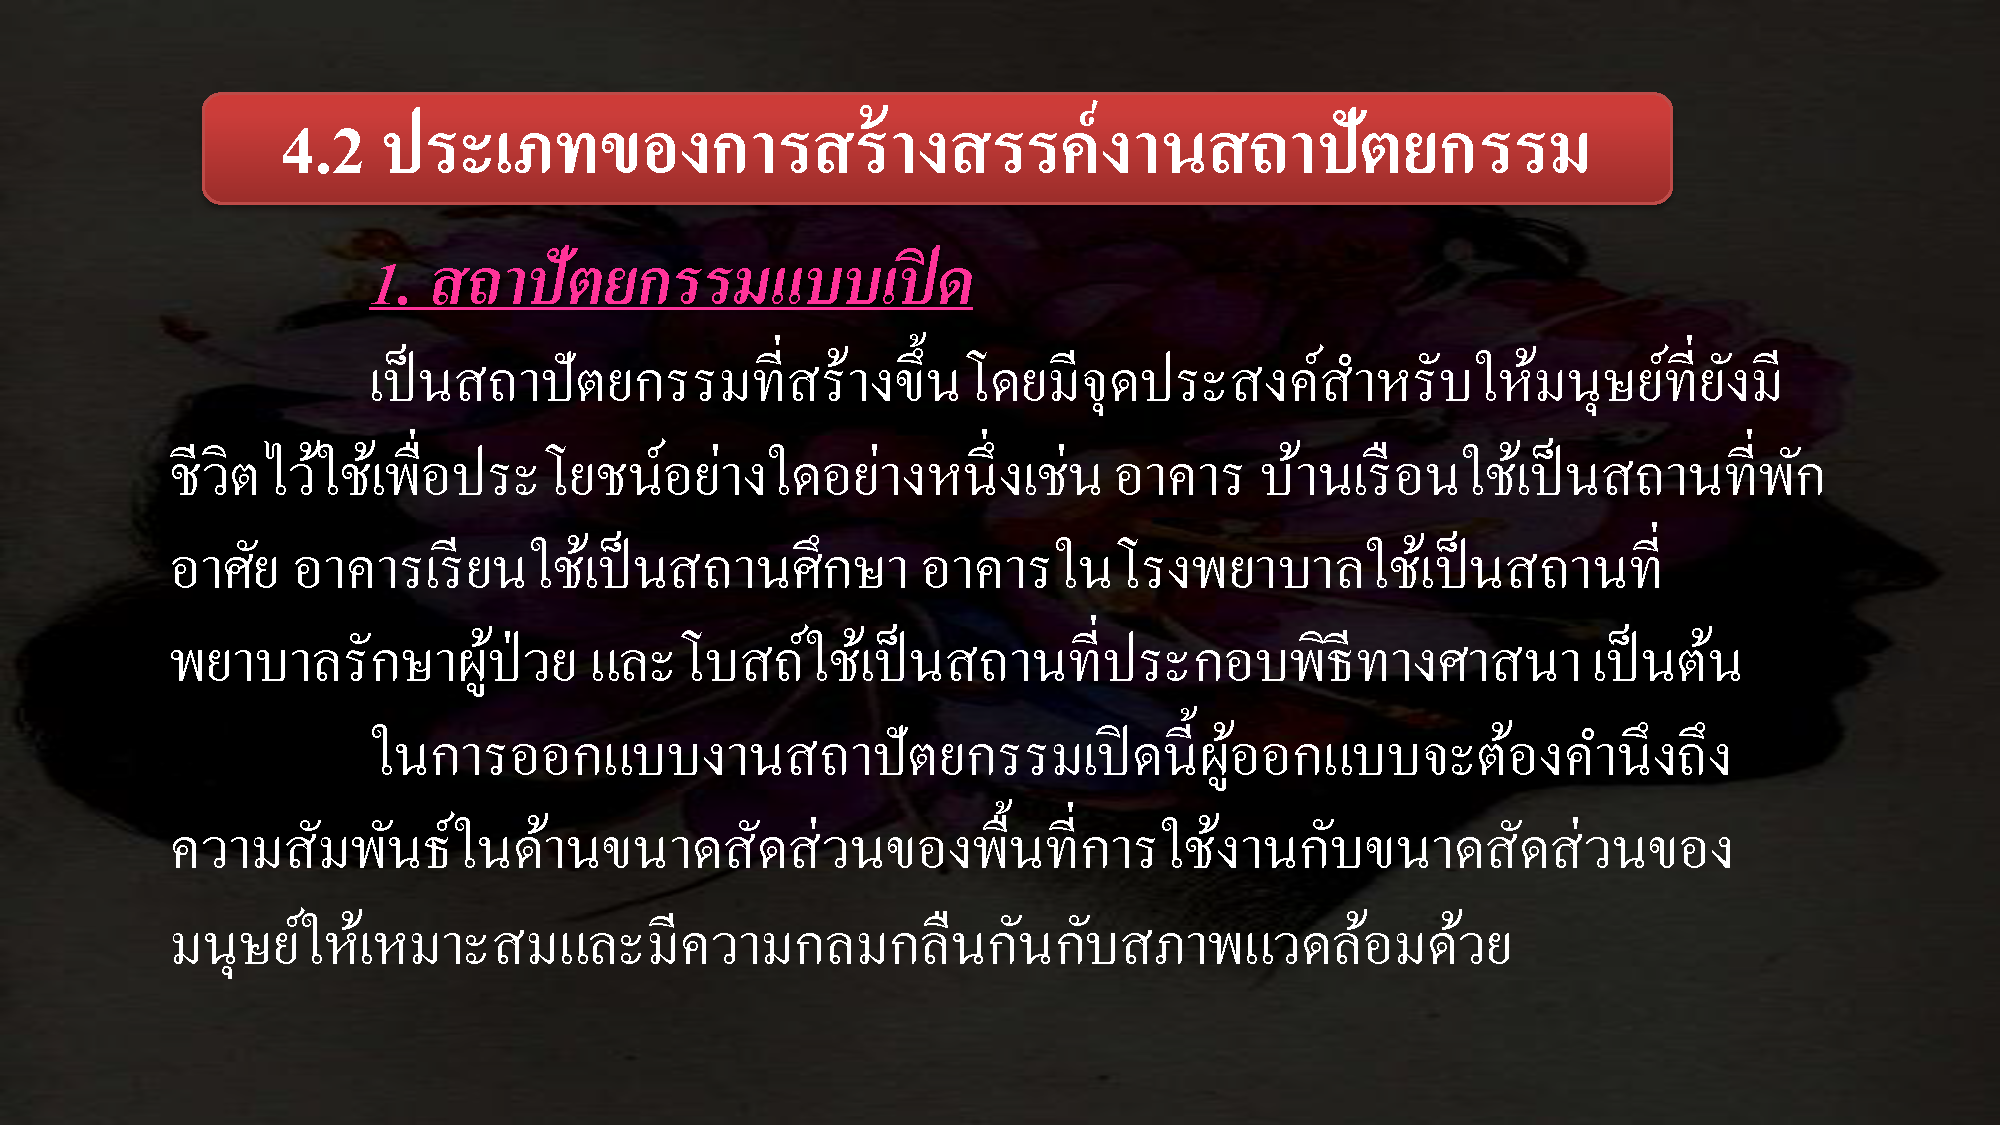 4.2 ประเภทของการสร้างสรรค์งานสถาปัตยกรรม
1. สถาปัตยกรรมแบบเปิด
เป็นสถาปัตยกรรมที่สร้างขึ้นโดยมีจุดประสงค์สำหรับให้มนุษย์ที่ยังมี
ชีวิตไว้ใช้เพื่อประโยชน์อย่างใดอย่างหนึ่งเช่น อาคาร บ้านเรือนใช้เป็นสถานที่พัก
อาศัย อาคารเรียนใช้เป็นสถานศึกษา อาคารในโรงพยาบาลใช้เป็นสถานที่
พยาบาลรักษาผู้ป่วย และโบสถ์ใช้เป็นสถานที่ประกอบพิธีทางศาสนา เป็นต้น
ในการออกแบบงานสถาปัตยกรรมเปิดนี้ผู้ออกแบบจะต้องคำนึงถึง
ความสัมพันธ์ในด้านขนาดสัดส่วนของพื้นที่การใช้งานกับขนาดสัดส่วนของ
มนุษย์ให้เหมาะสมและมีความกลมกลืนกันกับสภาพแวดล้อมด้วย